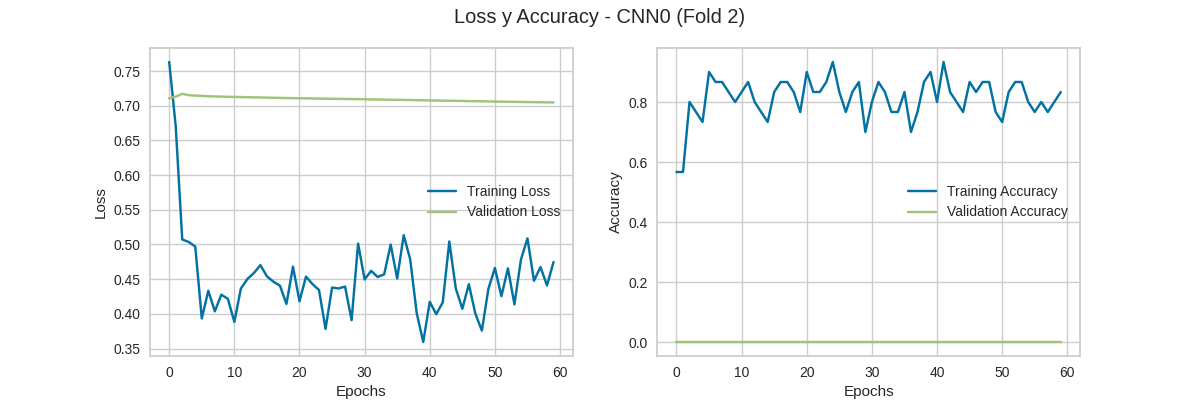 Loss y Accuracy - CNN0 (Fold 2)
0.75
0.70
0.65
0.60
0.55
0.50
0.45
0.40
0.35
Loss
Training Loss
Validation Loss
0 10 20 30 40 50 60
Epochs
0.8
0.6
0.4
0.2
0.0
Accuracy
Training Accuracy
Validation Accuracy
0 10 20 30 40 50 60
Epochs